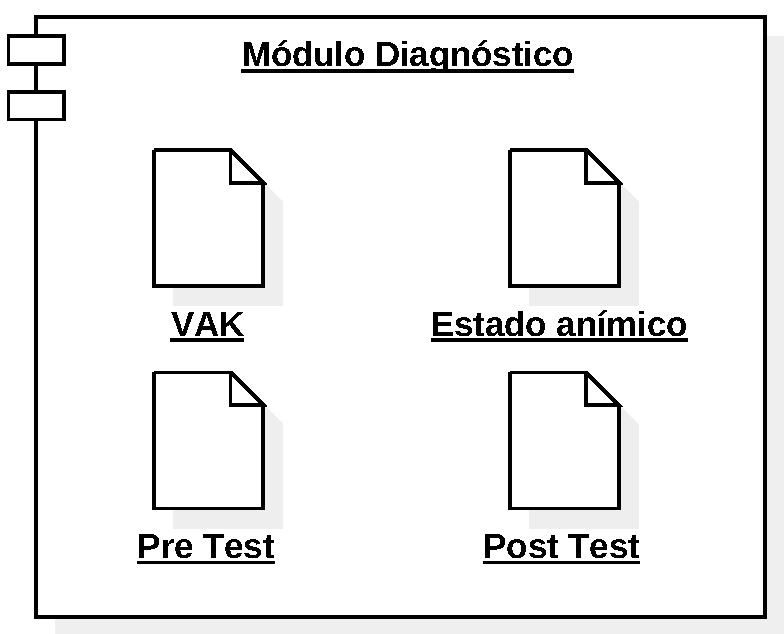 Módulo Diagnóstico
VAK
Estado anímico
Pre Test
Post Test